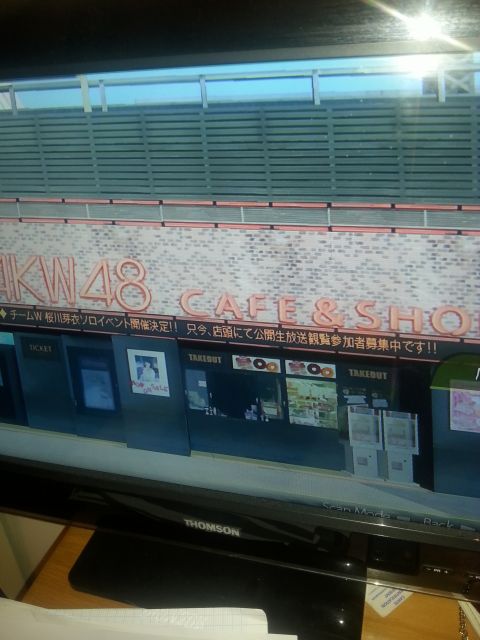 AKW48 CAFE & SHO
◆ チームW 桜川芽衣ソロイベント開催決定!! 只今、店頭にて公開生放送観覧参加者募集中です!!
TICKET
TAKEOUT
TAKEOUT
Scan Mode
Back
THOMSON